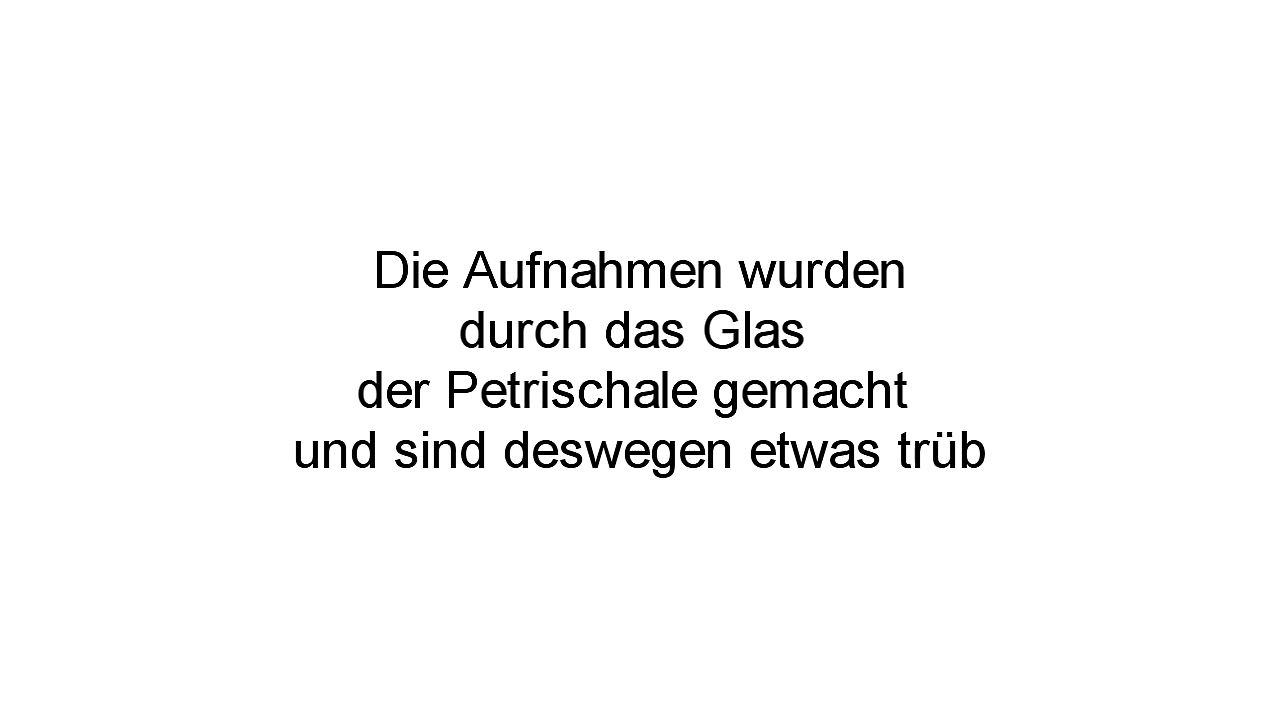 Die Aufnahmen wurden
durch das Glas
der Petrischale gemacht
und sind deswegen etwas trüb